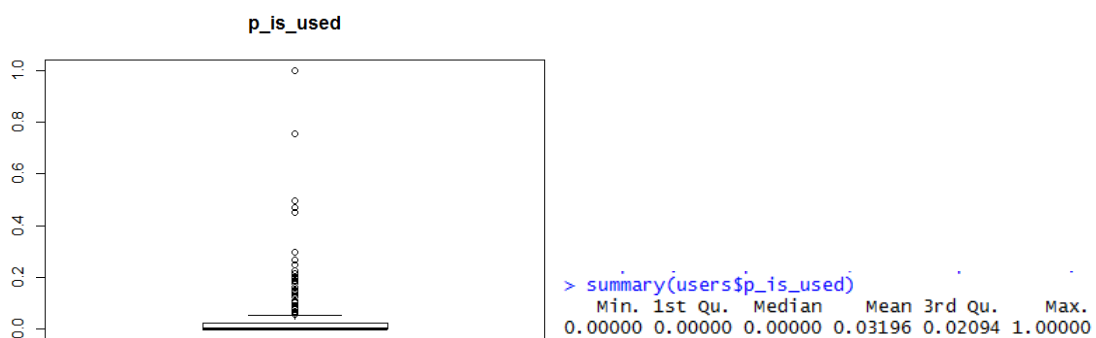 p_is_used
1.0
0.8
0.6
0.4
0.2
0.0
> summary(users$p_is_used)
Min. 1st Qu. Median Mean 3rd Qu. Max.
0.00000 0.00000 0.00000 0.03196 0.02094 1.00000